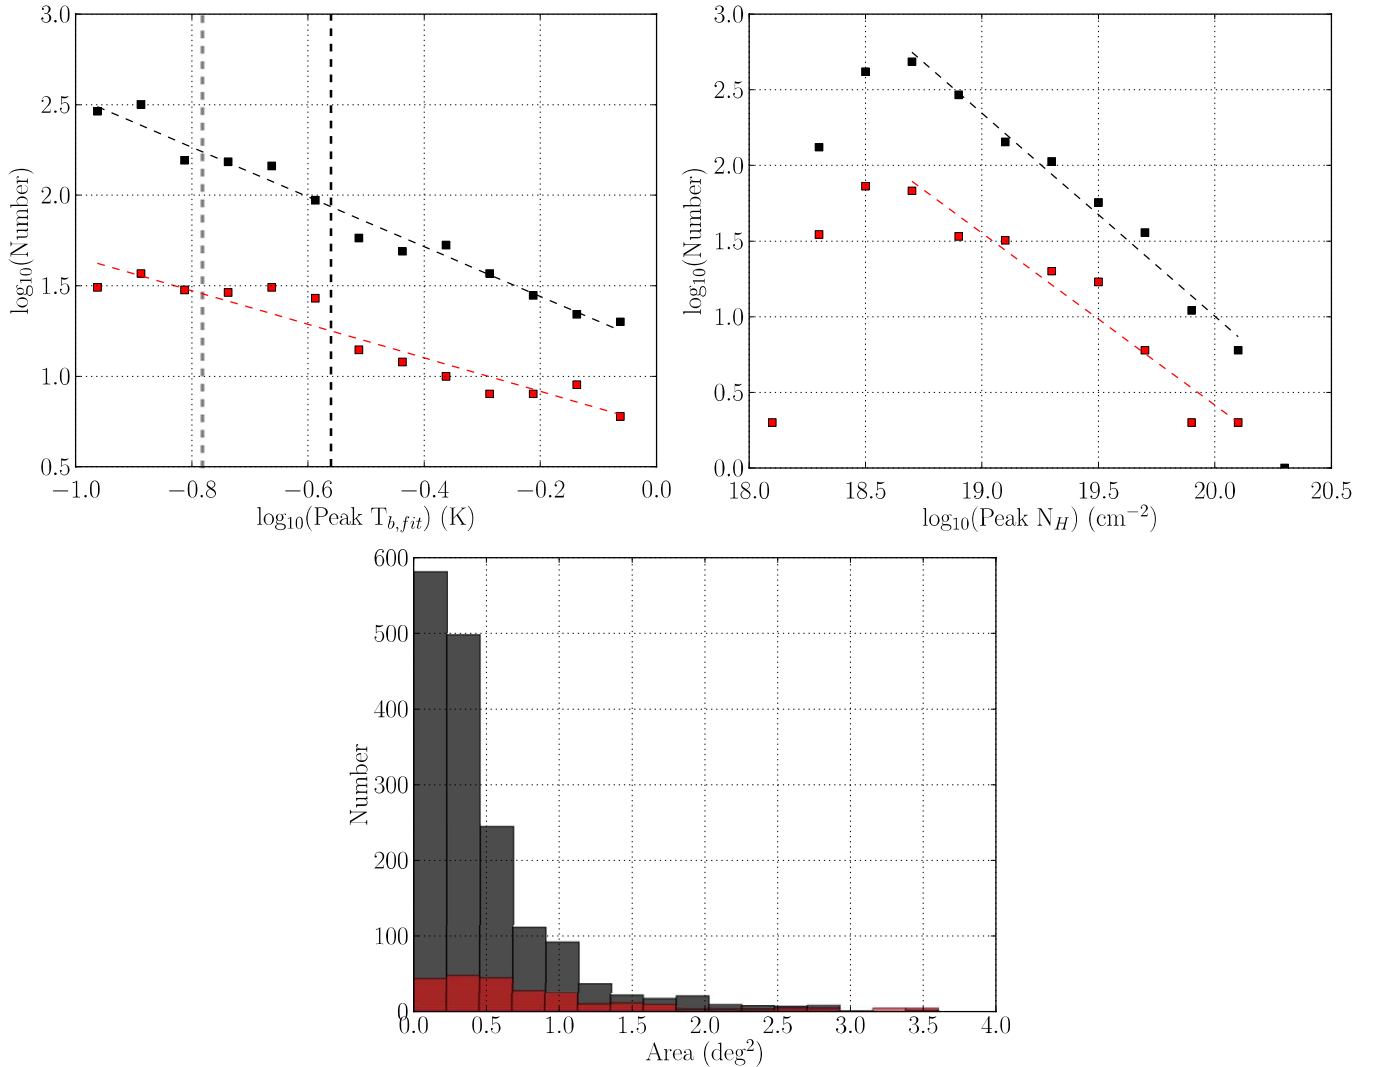 3.0
2.5
2.0
1.5
1.0
0.5
log₁₀(Number)
−1.0 −0.8 −0.6 −0.4 −0.2 0.0
log₁₀(Peak T_{b,fit}) (K)
3.0
2.5
2.0
1.5
1.0
0.5
0.0
log₁₀(Number)
18.0 18.5 19.0 19.5 20.0 20.5
log₁₀(Peak N_H) (cm⁻²)
600
500
400
300
200
100
0
Number
0.0 0.5 1.0 1.5 2.0 2.5 3.0 3.5 4.0
Area (deg²)